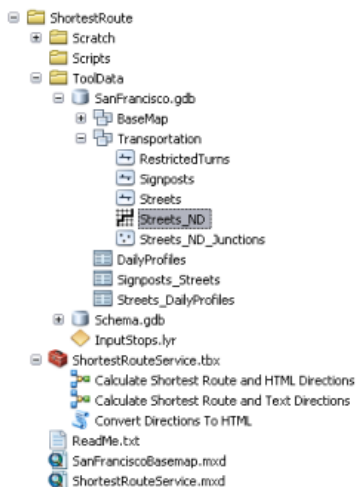 ShortestRoute
Scratch
Scripts
ToolData
SanFrancisco.gdb
BaseMap
Transportation
RestrictedTurns
Signposts
Streets
Streets_ND
Streets_ND_Junctions
DailyProfiles
Signposts_Streets
Streets_DailyProfiles
Schema.gdb
InputStops.lyr
ShortestRouteService.tbx
Calculate Shortest Route and HTML Directions
Calculate Shortest Route and Text Directions
Convert Directions To HTML
ReadMe.txt
SanFranciscoBasemap.mxd
ShortestRouteService.mxd